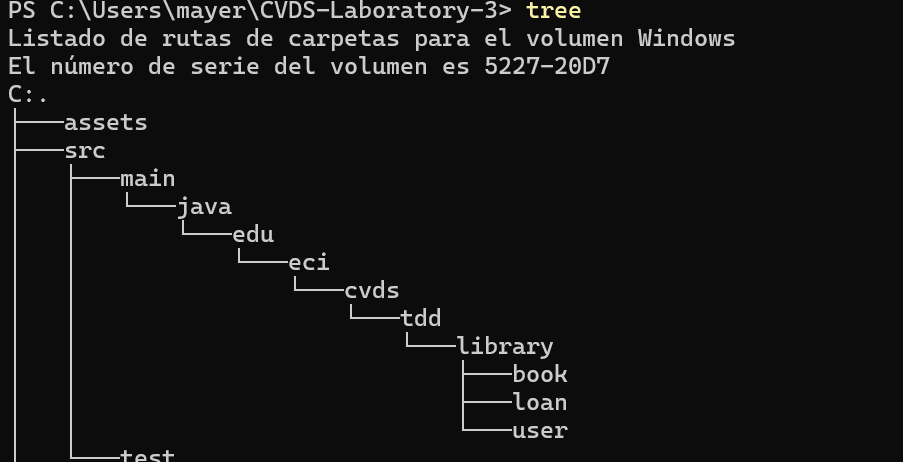 PS C:\Users\mayer\CVDS-Laboratory-3> tree
Listado de rutas de carpetas para el volumen Windows
El número de serie del volumen es 5227-20D7
C:.
├───assets
├───src
│   ├───main
│   │   └───java
│   │       └───edu
│   │           └───eci
│   │               └───cvds
│   │                   └───tdd
│   │                       └───library
│   │                           ├───book
│   │                           ├───loan
│   │                           └───user
│   └───test